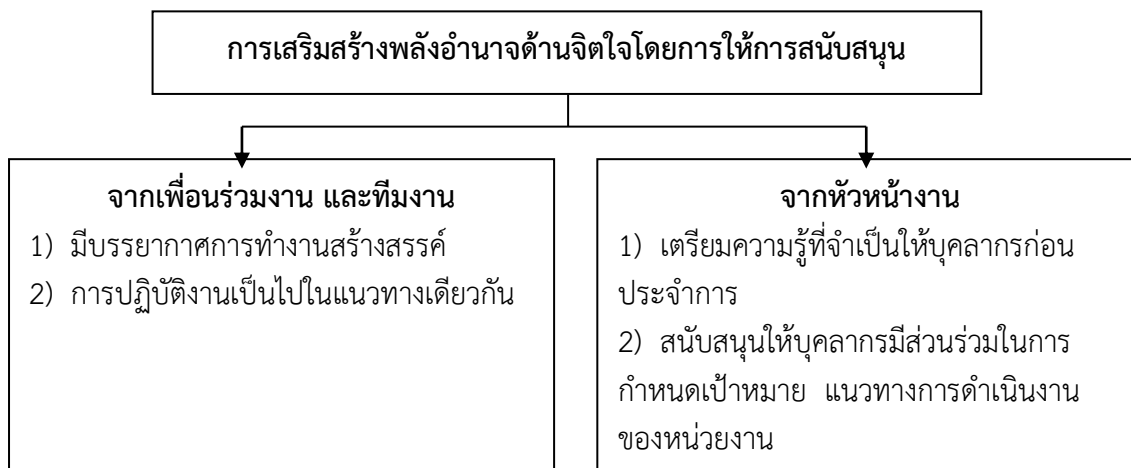 การเสริมสร้างพลังอำนาจด้านจิตใจโดยการให้การสนับสนุน
จากเพื่อนร่วมงาน และทีมงาน
1) มีบรรยากาศการทำงานสร้างสรรค์
2) การปฏิบัติงานเป็นไปในแนวทางเดียวกัน
จากหัวหน้างาน
1) เตรียมความรู้ที่จำเป็นให้บุคลากรก่อน
ประจำการ
2) สนับสนุนให้บุคลากรมีส่วนร่วมในการ
กำหนดเป้าหมาย แนวทางการดำเนินงาน
ของหน่วยงาน